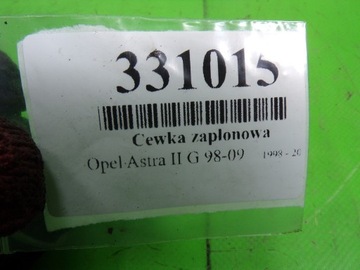 331015
Cewka zapłonowa
Opel Astra II G 98-09 1998 - 20